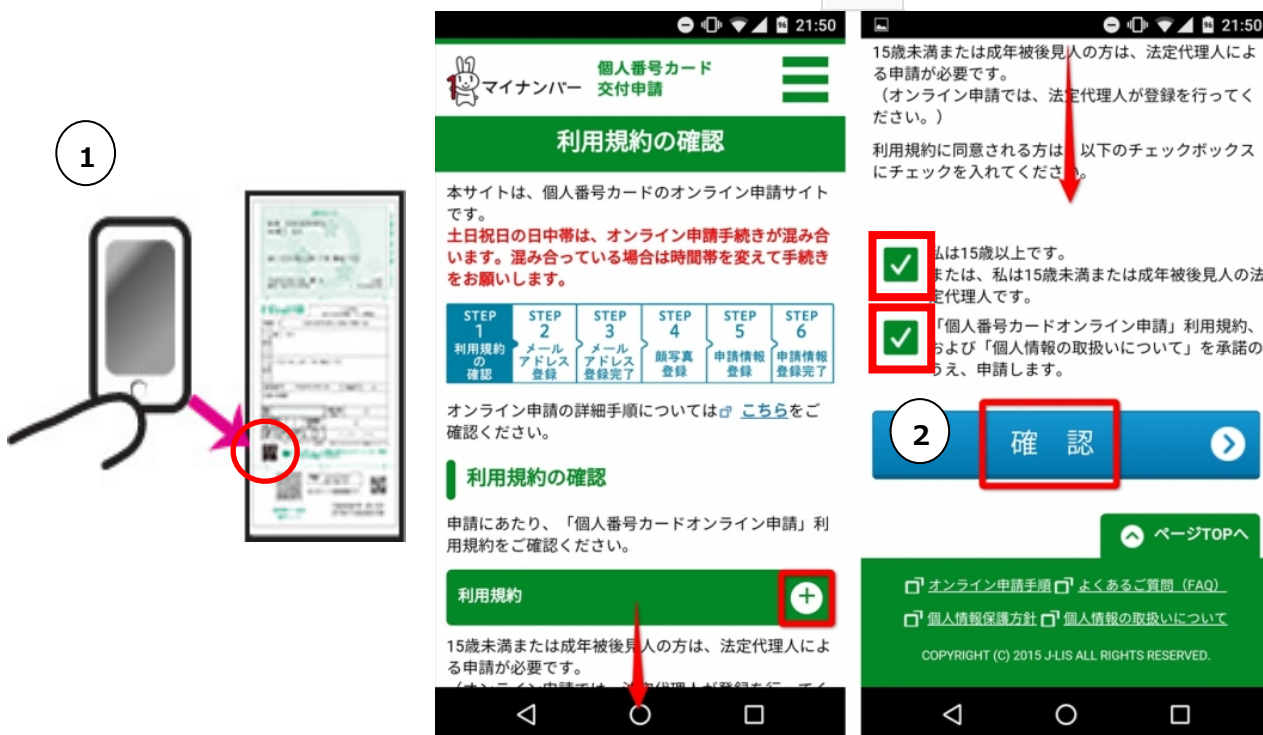 1
21:50
マイナンバー
個人番号カード
交付申請
利用規約の確認
本サイトは、個人番号カードのオンライン申請サイト
です。
土日祝日の日中帯は、オンライン申請手続きが混み合
います。混み合っている場合は時間帯を変えて手続き
をお願いします。
STEP
1
利用規約
の
確認
STEP
2
メール
アドレス
登録
STEP
3
メール
アドレス
登録完了
STEP
4
顔写真
登録
STEP
5
申請情報
登録
STEP
6
申請情報
登録完了
オンライン申請の詳細手順については こちらをご
確認ください。
利用規約の確認
申請にあたり、「個人番号カードオンライン申請」利
用規約をご確認ください。
利用規約
15歳未満または成年被後見人の方は、法定代理人によ
る申請が必要です。
（オンライン申請では、法定代理人が登録を行ってく
21:50
15歳未満または成年被後見人の方は、法定代理人によ
る申請が必要です。
（オンライン申請では、法定代理人が登録を行ってく
ださい。）
利用規約に同意される方は、以下のチェックボックス
にチェックを入れてください。
私は15歳以上です。
または、私は15歳未満または成年被後見人の法
定代理人です。
「個人番号カードオンライン申請」利用規約、
および「個人情報の取扱いについて」を承諾の
うえ、申請します。
2
確 認
ページTOPへ
オンライン申請手順 よくあるご質問（FAQ）
個人情報保護方針 個人情報の取扱いについて
COPYRIGHT (C) 2015 J-LIS ALL RIGHTS RESERVED.